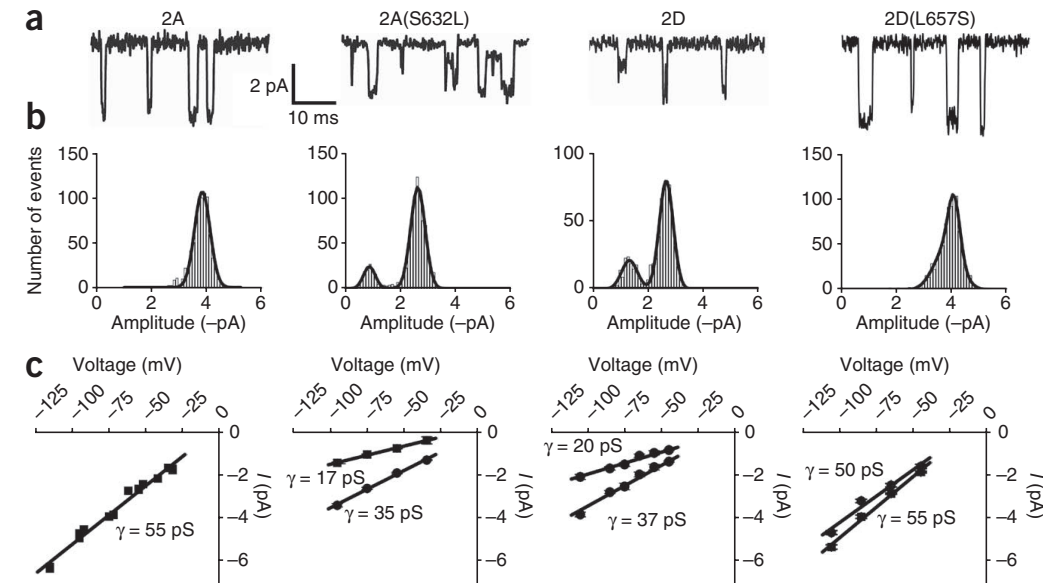 a
2A
2A(S632L)
2D
2D(L657S)
2 pA
10 ms
b
Number of events
150
100
50
0
0 2 4 6
Amplitude (–pA)
150
100
50
0
0 2 4 6
Amplitude (–pA)
100
50
0
0 2 4 6
Amplitude (–pA)
150
100
50
0
0 2 4 6
Amplitude (–pA)
c
Voltage (mV)
–125 –100 –75 –50 0
0
–2
–4
–6
I (pA)
γ = 55 pS
Voltage (mV)
–125 –100 –75 –50 0
0
–2
–4
–6
I (pA)
γ = 17 pS
γ = 35 pS
Voltage (mV)
–125 –100 –75 –50 0
0
–2
–4
–6
I (pA)
γ = 20 pS
γ = 37 pS
Voltage (mV)
–125 –100 –75 –50 0
0
–2
–4
–6
I (pA)
γ = 50 pS
γ = 55 pS